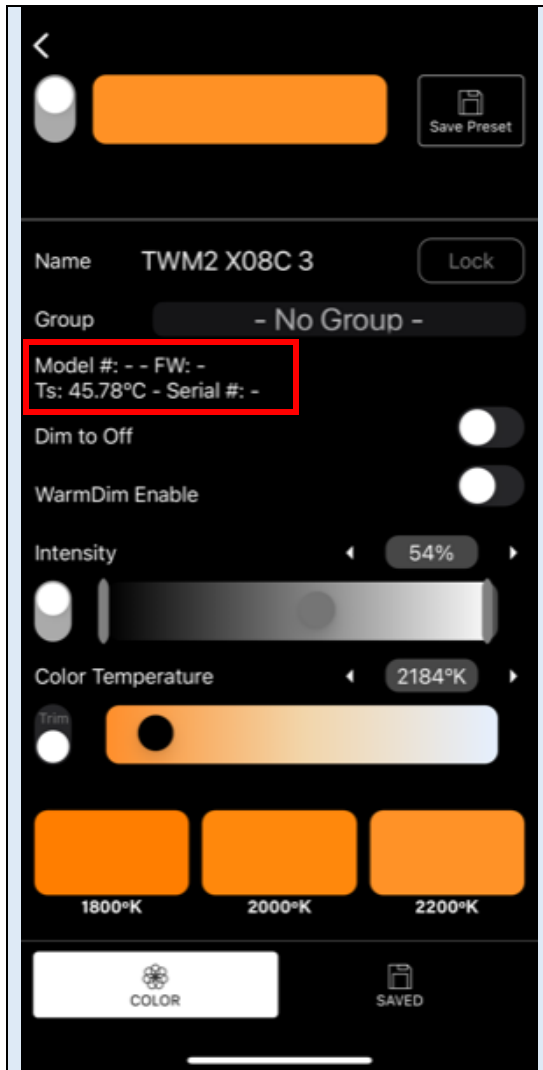 Save Preset
Name TWM2 X08C 3 Lock
Group - No Group -
Model #: - - FW: -
Ts: 45.78°C - Serial #: -
Dim to Off
WarmDim Enable
Intensity 54%
Color Temperature 2184°K
Trim
1800°K 2000°K 2200°K
COLOR SAVED